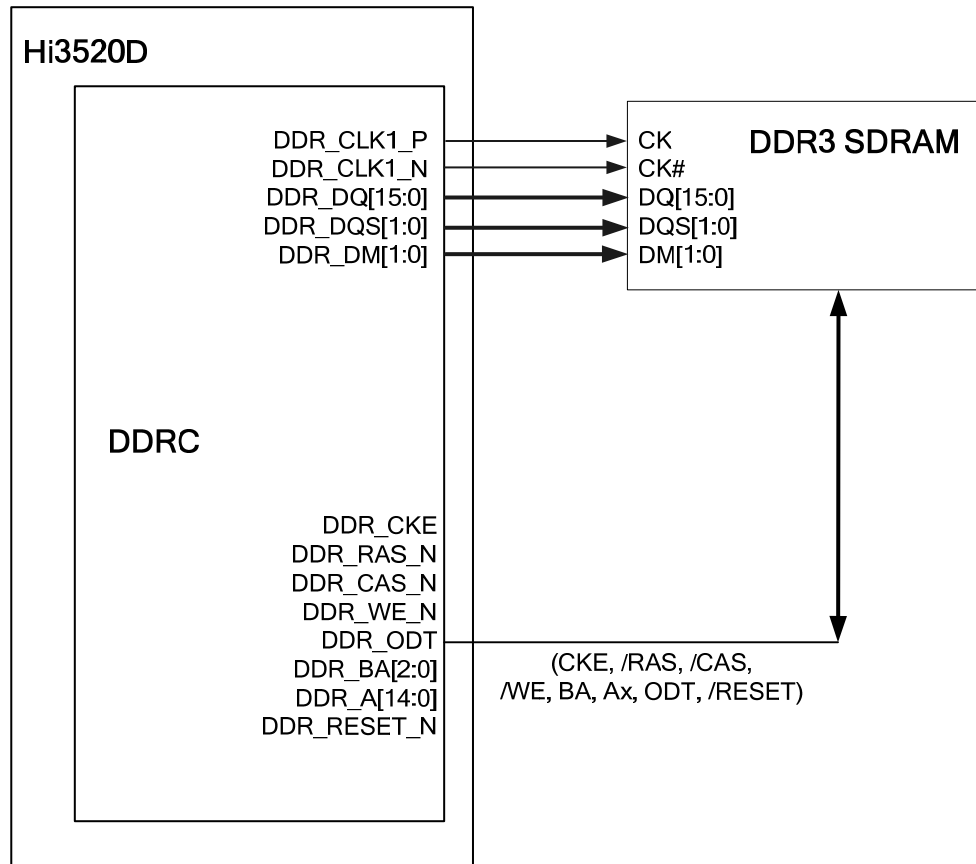 Hi3520D
DDR_CLK1_P
DDR_CLK1_N
DDR_DQ[15:0]
DDR_DQS[1:0]
DDR_DM[1:0]
CK
CK#
DQ[15:0]
DQS[1:0]
DM[1:0]
DDR3 SDRAM
DDRC
DDR_CKE
DDR_RAS_N
DDR_CAS_N
DDR_WE_N
DDR_ODT
DDR_BA[2:0]
DDR_A[14:0]
DDR_RESET_N
(CKE, /RAS, /CAS,
/WE, BA, Ax, ODT, /RESET)